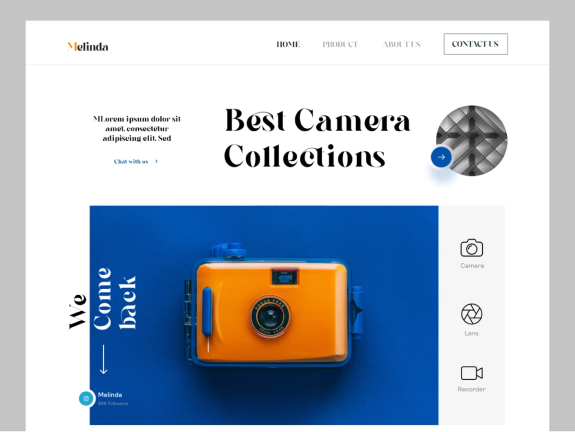 Melinda
HOME
PRODUCT
ABOUT US
CONTACT US
MLorem ipsum dolor sit
amet consectetur
adipiscing elit. Sed
Chat with us
Best Camera
Collections
We
Come
back
Melinda
Followers
Camera
Lens
Recorder